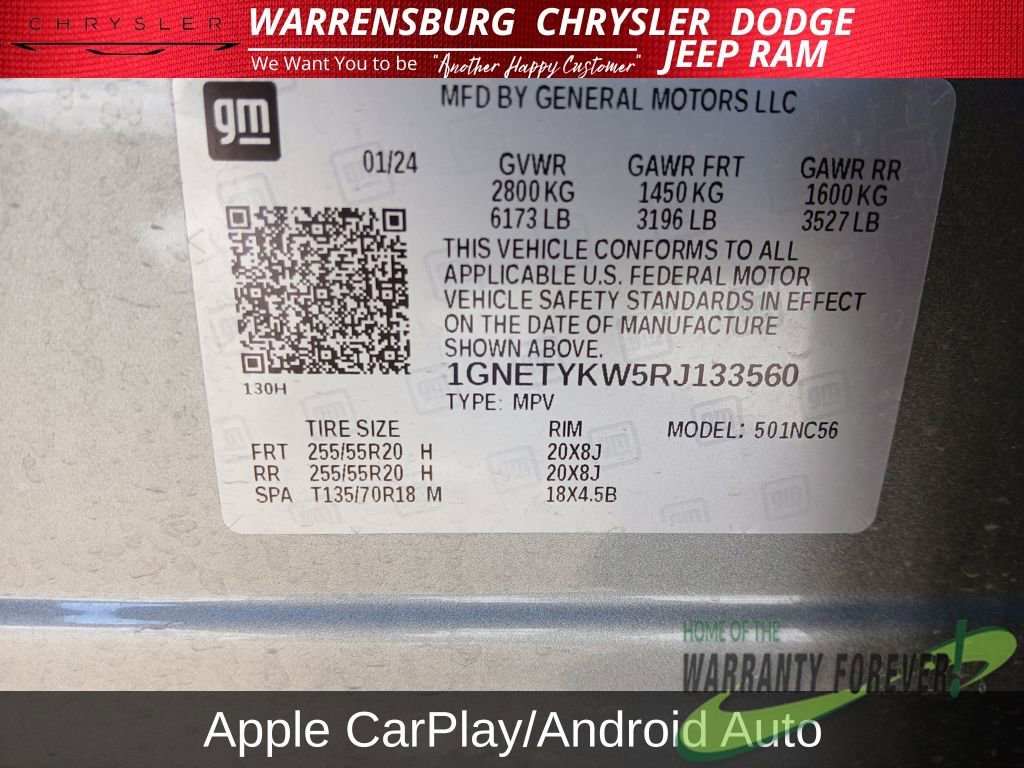 CHRYSLER
WARRENSBURG CHRYSLER DODGE
JEEP RAM
We Want You to be "Another Happy Customer"
gm
MFD BY GENERAL MOTORS LLC
01/24 GVWR GAWR FRT GAWR RR
2800 KG 1450 KG 1600 KG
6173 LB 3196 LB 3527 LB
THIS VEHICLE CONFORMS TO ALL
APPLICABLE U.S. FEDERAL MOTOR
VEHICLE SAFETY STANDARDS IN EFFECT
ON THE DATE OF MANUFACTURE
SHOWN ABOVE.
130H
1GNETYKW5RJ133560
TYPE: MPV
TIRE SIZE RIM MODEL: 501NC56
FRT 255/55R20 H 20X8J
RR 255/55R20 H 20X8J
SPA T135/70R18 M 18X4.5B
HOME OF THE
WARRANTY FOREVER!
Apple CarPlay/Android Auto